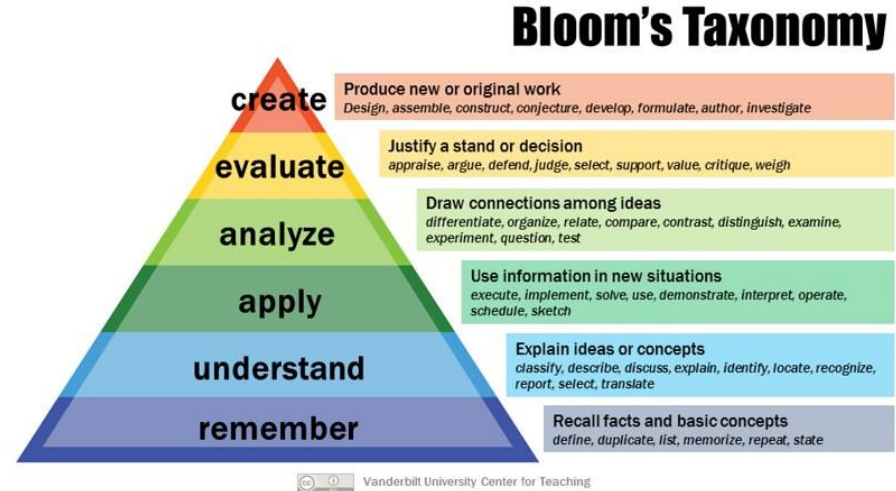 Bloom's Taxonomy
create
Produce new or original work
Design, assemble, construct, conjecture, develop, formulate, author, investigate
evaluate
Justify a stand or decision
appraise, argue, defend, judge, select, support, value, critique, weigh
analyze
Draw connections among ideas
differentiate, organize, relate, compare, contrast, distinguish, examine,
experiment, question, test
apply
Use information in new situations
execute, implement, solve, use, demonstrate, interpret, operate,
schedule, sketch
understand
Explain ideas or concepts
classify, describe, discuss, explain, identify, locate, recognize,
report, select, translate
remember
Recall facts and basic concepts
define, duplicate, list, memorize, repeat, state
cc
Vanderbilt University Center for Teaching